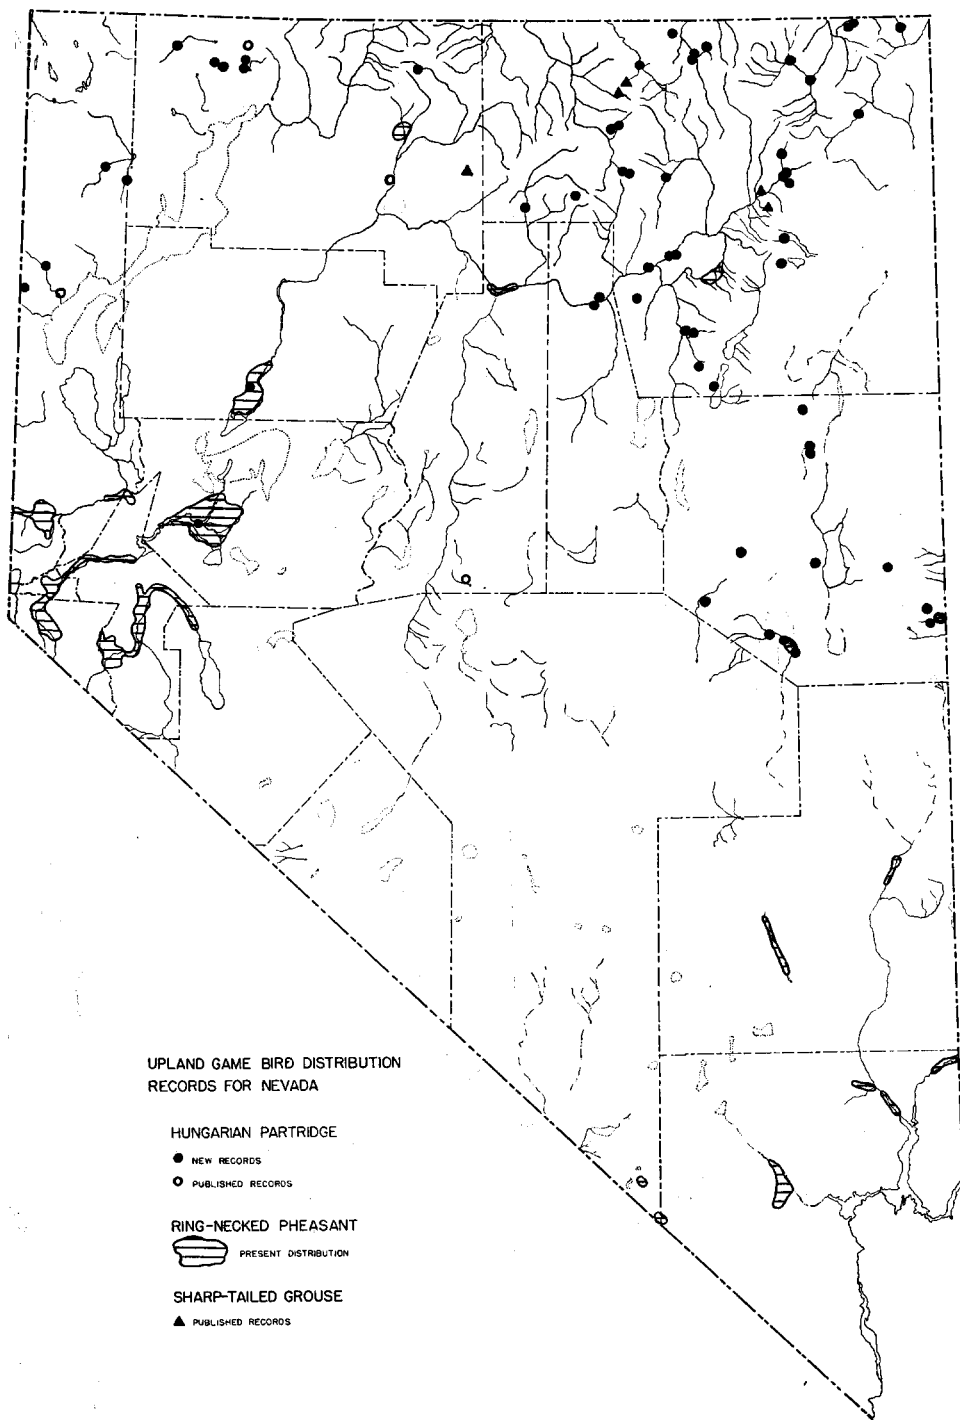 UPLAND GAME BIRD DISTRIBUTION
RECORDS FOR NEVADA
HUNGARIAN PARTRIDGE
NEW RECORDS
PUBLISHED RECORDS
RING-NECKED PHEASANT
PRESENT DISTRIBUTION
SHARP-TAILED GROUSE
PUBLISHED RECORDS